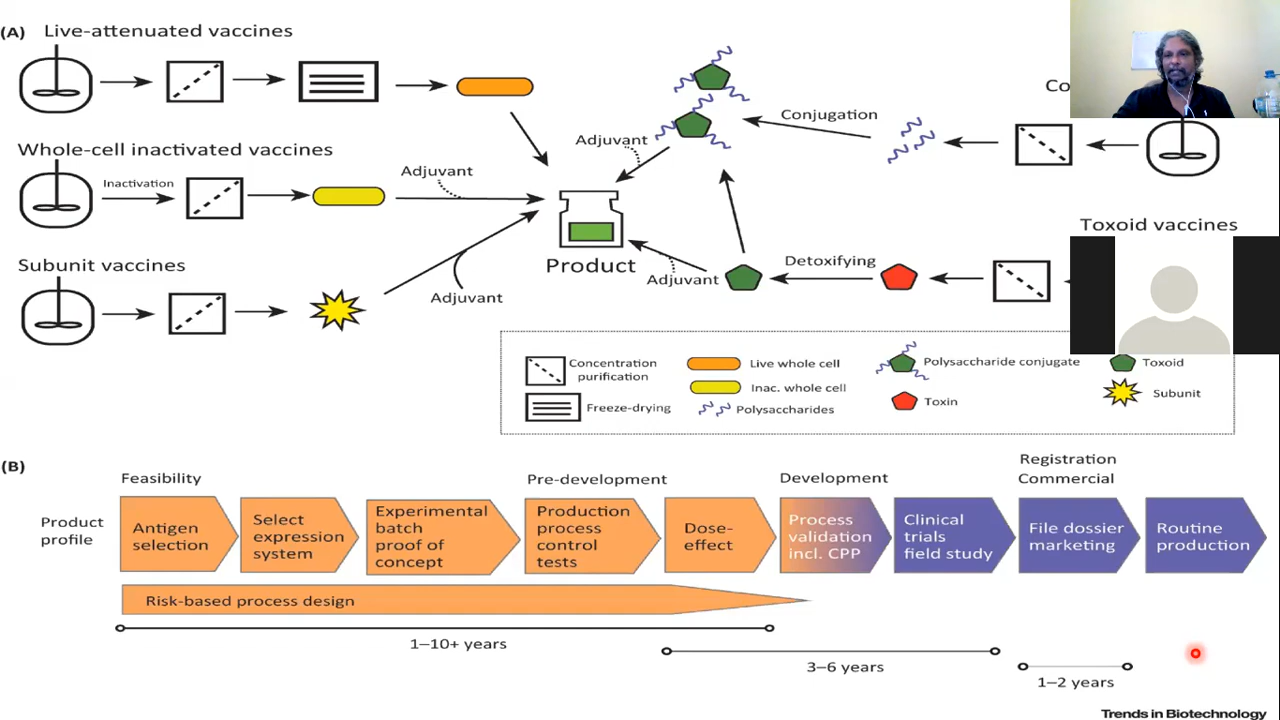 (A)
Live-attenuated vaccines
Co
Conjugation
Adjuvant
Whole-cell inactivated vaccines
Inactivation
Adjuvant
Toxoid vaccines
Subunit vaccines
Product
Detoxifying
Adjuvant
Adjuvant
Concentration
purification
Live whole cell
Polysaccharide conjugate
Toxoid
Inac. whole cell
Subunit
Freeze-drying
Polysaccharides
Toxin
(B)
Registration
Commercial
Feasibility
Pre-development
Development
Product
profile
Antigen
selection
Select
expression
system
Experimental
batch
proof of
concept
Production
process
control
tests
Dose-
effect
Process
validation
incl. CPP
Clinical
trials
field study
File dossier
marketing
Routine
production
Risk-based process design
1–10+ years
3–6 years
1–2 years
Trends in Biotechnology